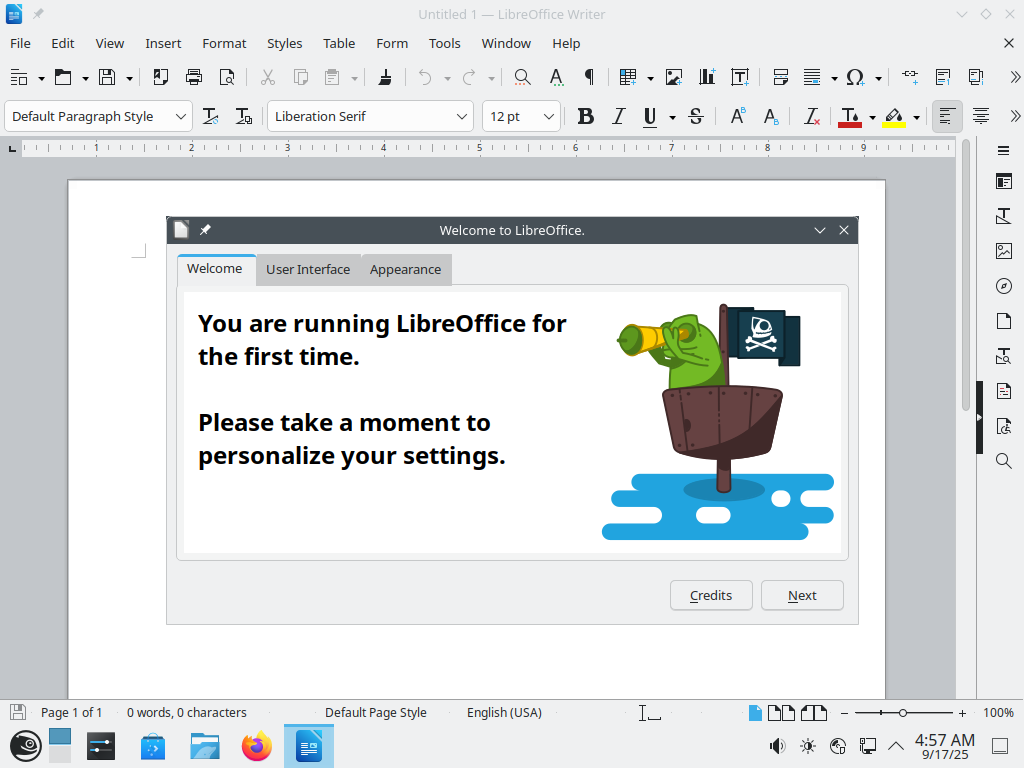 Untitled 1 — LibreOffice Writer
File Edit View Insert Format Styles Table Form Tools Window Help
Default Paragraph Style Liberation Serif 12 pt
1 2 3 4 5 6 7 8 9
Welcome to LibreOffice.
Welcome User Interface Appearance
You are running LibreOffice for
the first time.
Please take a moment to
personalize your settings.
Credits Next
Page 1 of 1 0 words, 0 characters Default Page Style English (USA) 100%
4:57 AM
9/17/25